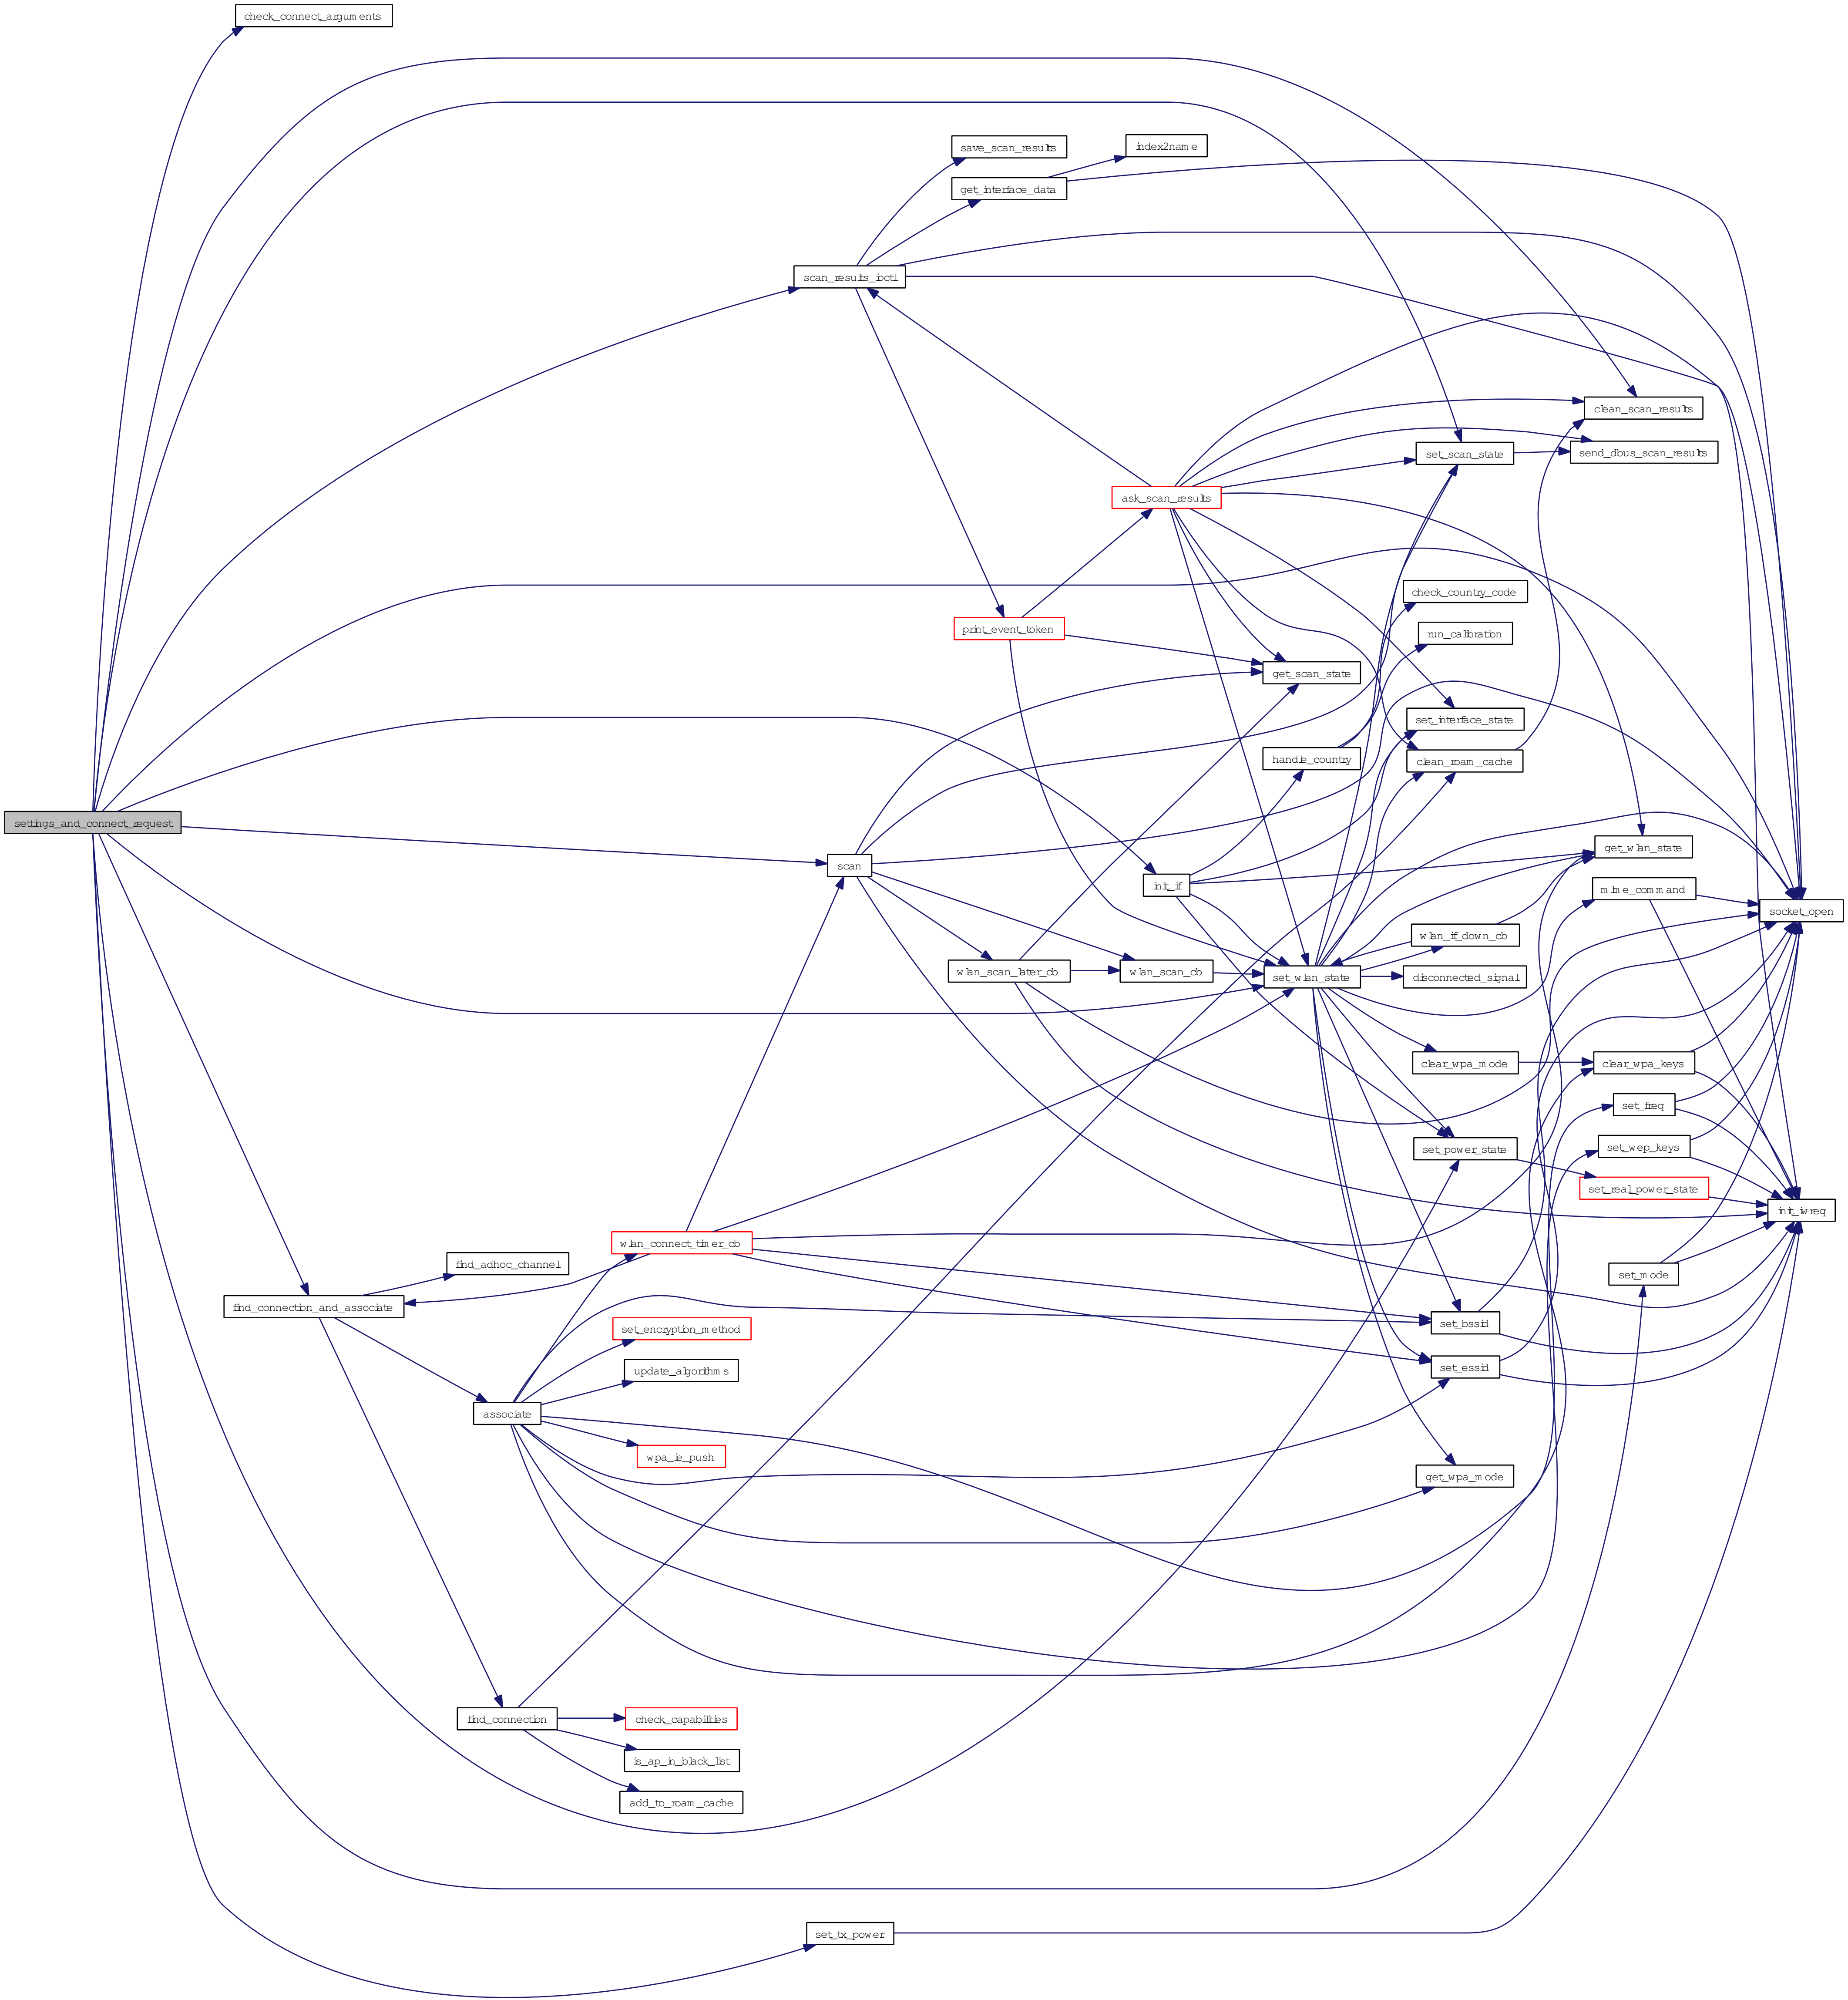 check_connect_arguments
save_scan_results
index2name
get_interface_data
scan_results_ioctl
clean_scan_results
set_scan_state
send_dbus_scan_results
ask_scan_results
check_country_code
print_event_token
run_calibration
get_scan_state
set_interface_state
handle_country
clean_roam_cache
settings_and_connect_request
get_wlan_state
scan
init_if
mlme_command
socket_open
wlan_if_down_cb
wlan_scan_later_cb
wlan_scan_cb
set_wlan_state
disconnected_signal
clear_wpa_mode
clear_wpa_keys
set_freq
set_power_state
set_wep_keys
set_real_power_state
init_iwreq
wlan_connect_timer_cb
find_adhoc_channel
set_mode
find_connection_and_associate
set_encryption_method
set_bssid
update_algorithms
set_essid
associate
wpa_ie_push
get_wpa_mode
find_connection
check_capabilities
is_ap_in_black_list
add_to_roam_cache
set_tx_power